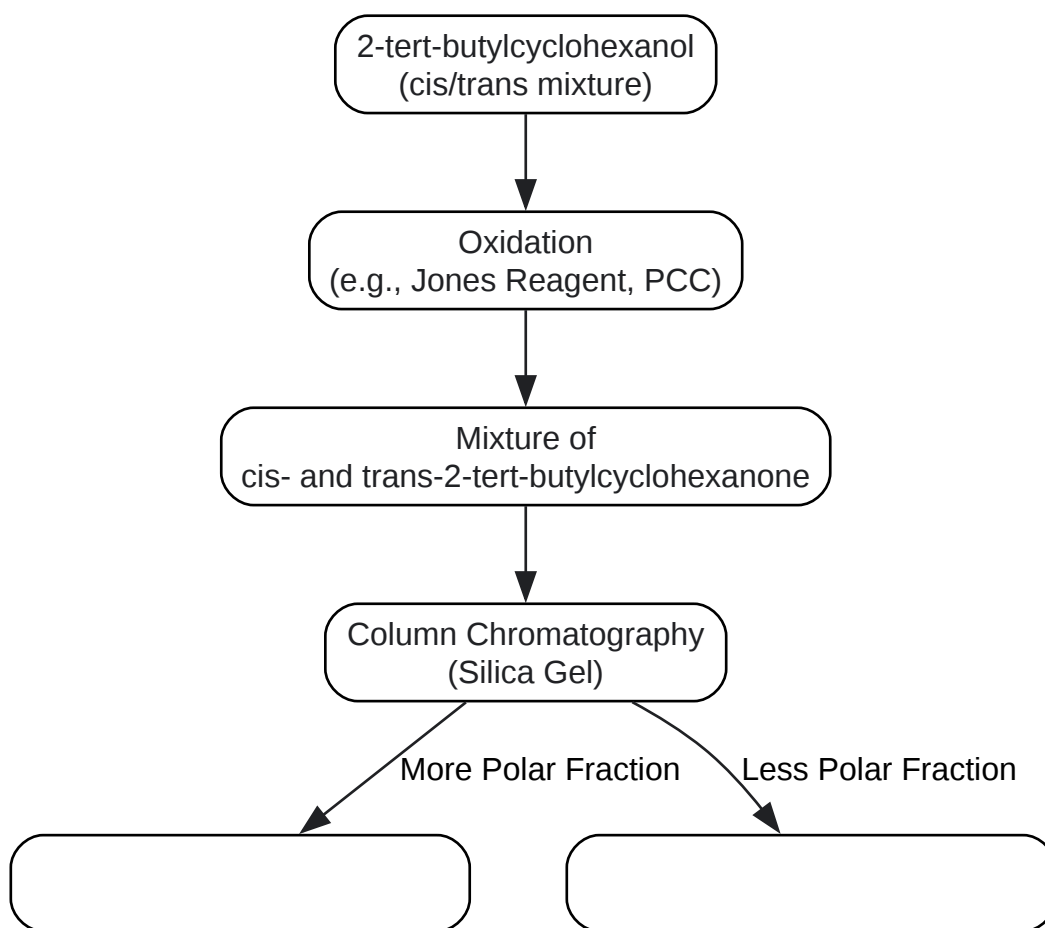 2-tert-butylcyclohexanol
(cis/trans mixture)
Oxidation
(e.g., Jones Reagent, PCC)
Mixture of
cis- and trans-2-tert-butylcyclohexanone
Column Chromatography
(Silica Gel)
More Polar Fraction
Less Polar Fraction